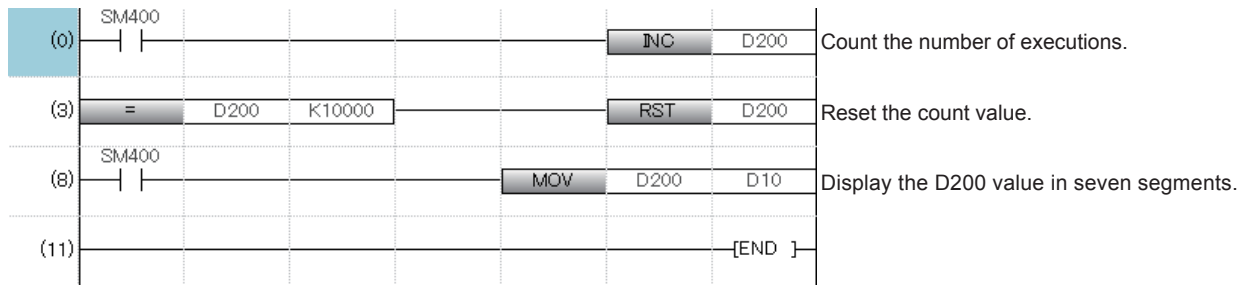 SM400
(0) INC D200 Count the number of executions.
(3) = D200 K10000 RST D200 Reset the count value.
SM400
(8) MOV D200 D10 Display the D200 value in seven segments.
(11) [END ]